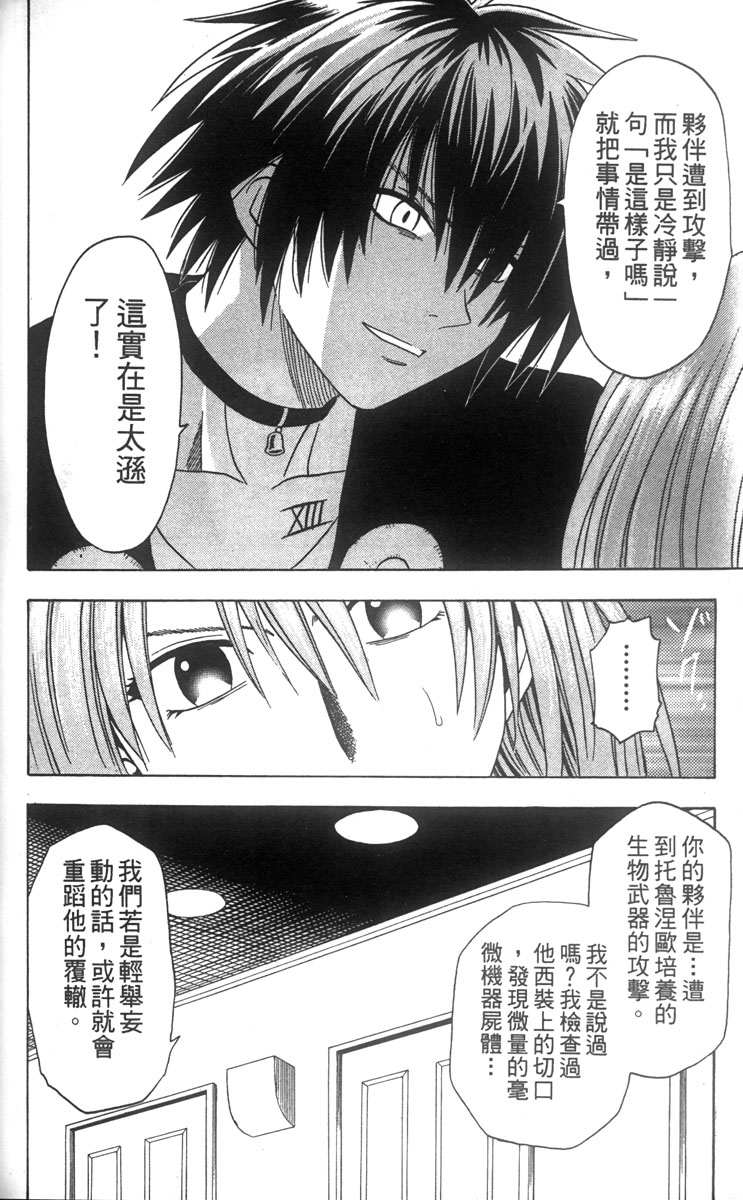 夥伴遭到攻擊，
而我只是冷靜說一
句「是這樣子嗎」
就把事情帶過，
這實在是太遜
了！
XIII
………
ゾク
你的夥伴是…遭
到托魯涅歐培養的
生物武器的攻擊。
我不是說過
嗎？我檢查過
他西裝上的切口
，發現微量的毫
微機器屍體…
我們若是輕舉妄
動的話，或許就會
重蹈他的覆轍。